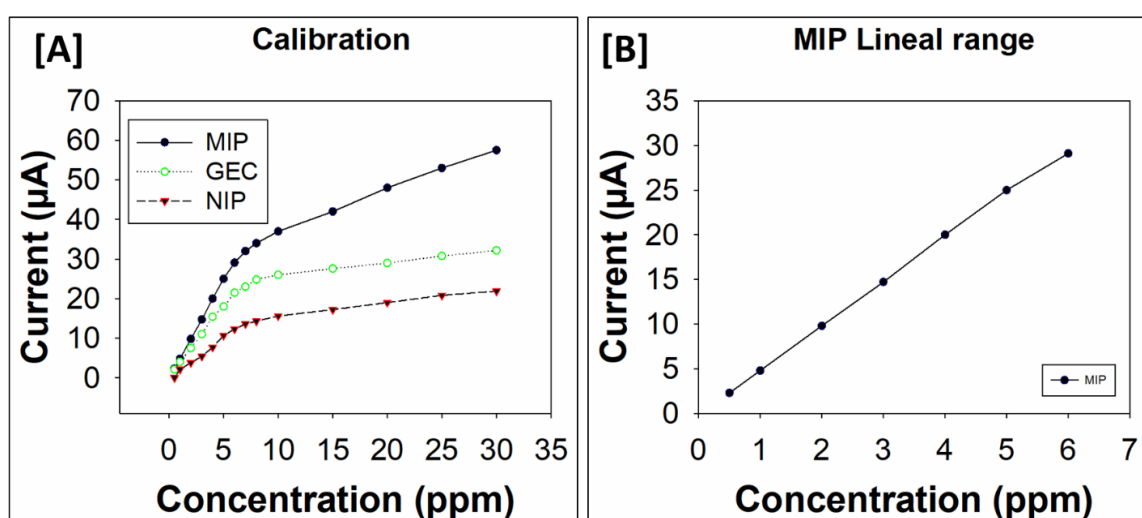 [A]
Calibration
Current (µA)
70
60
50
40
30
20
10
0
MIP
GEC
NIP
0 5 10 15 20 25 30 35
Concentration (ppm)
[B]
MIP Lineal range
Current (µA)
35
30
25
20
15
10
5
0
MIP
0 1 2 3 4 5 6 7
Concentration (ppm)